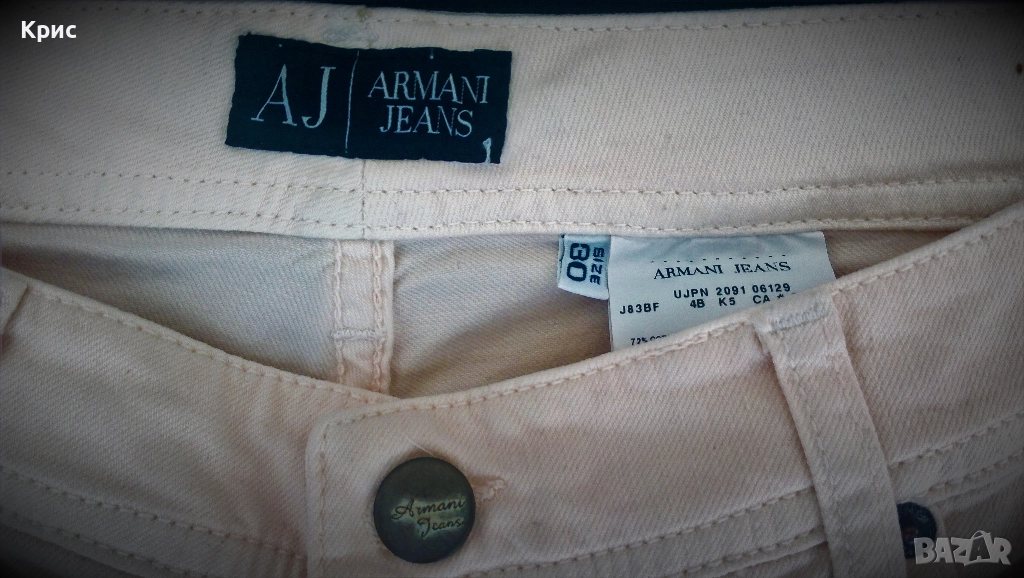 Крис
AJ
ARMANI
JEANS
SIZE
30
ARMANI JEANS
UJPN 2091 06129
J83BF 4B K5 CA
Armani
Jeans
BAZAR